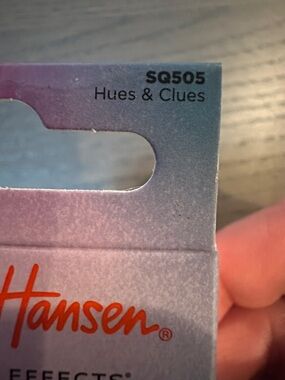 SQ505
Hues & Clues
Hansen®
EFFECTS®